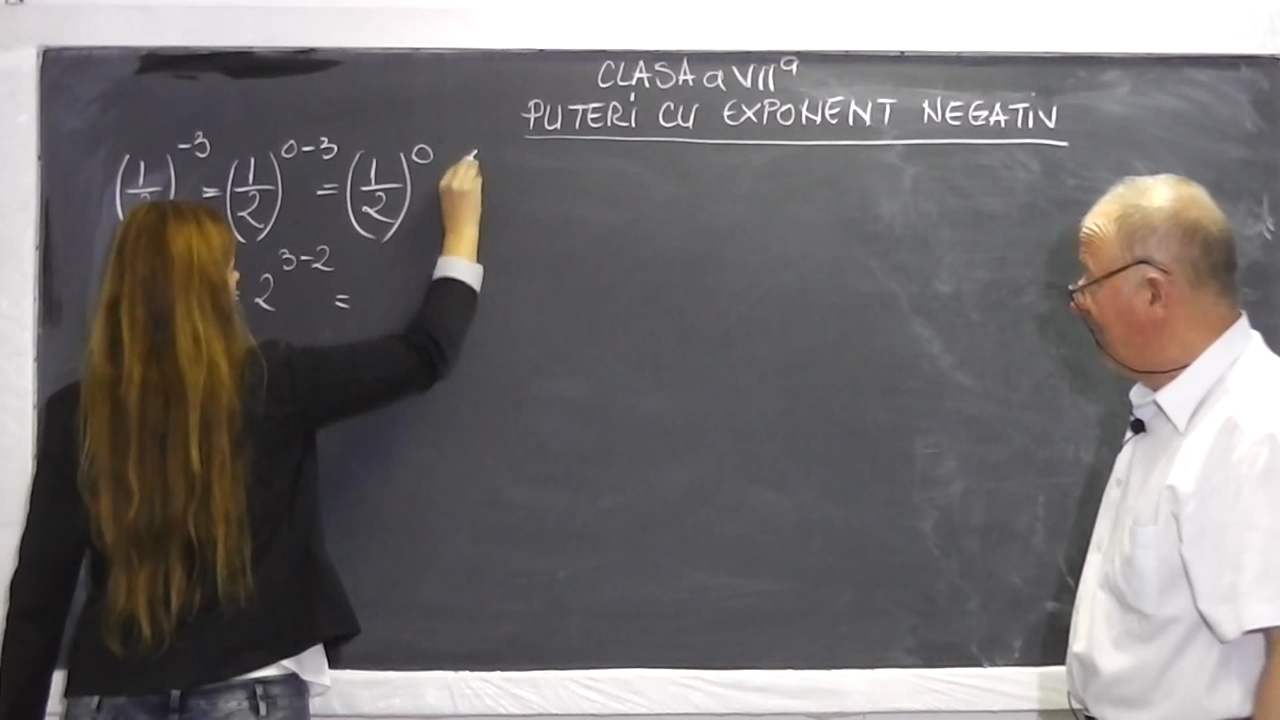 CLASA a VII ª
PUTERI CU EXPONENT NEGATIV
(1/2)^-3 = (1/2)^0-3 = (1/2)^0
2^3-2 =